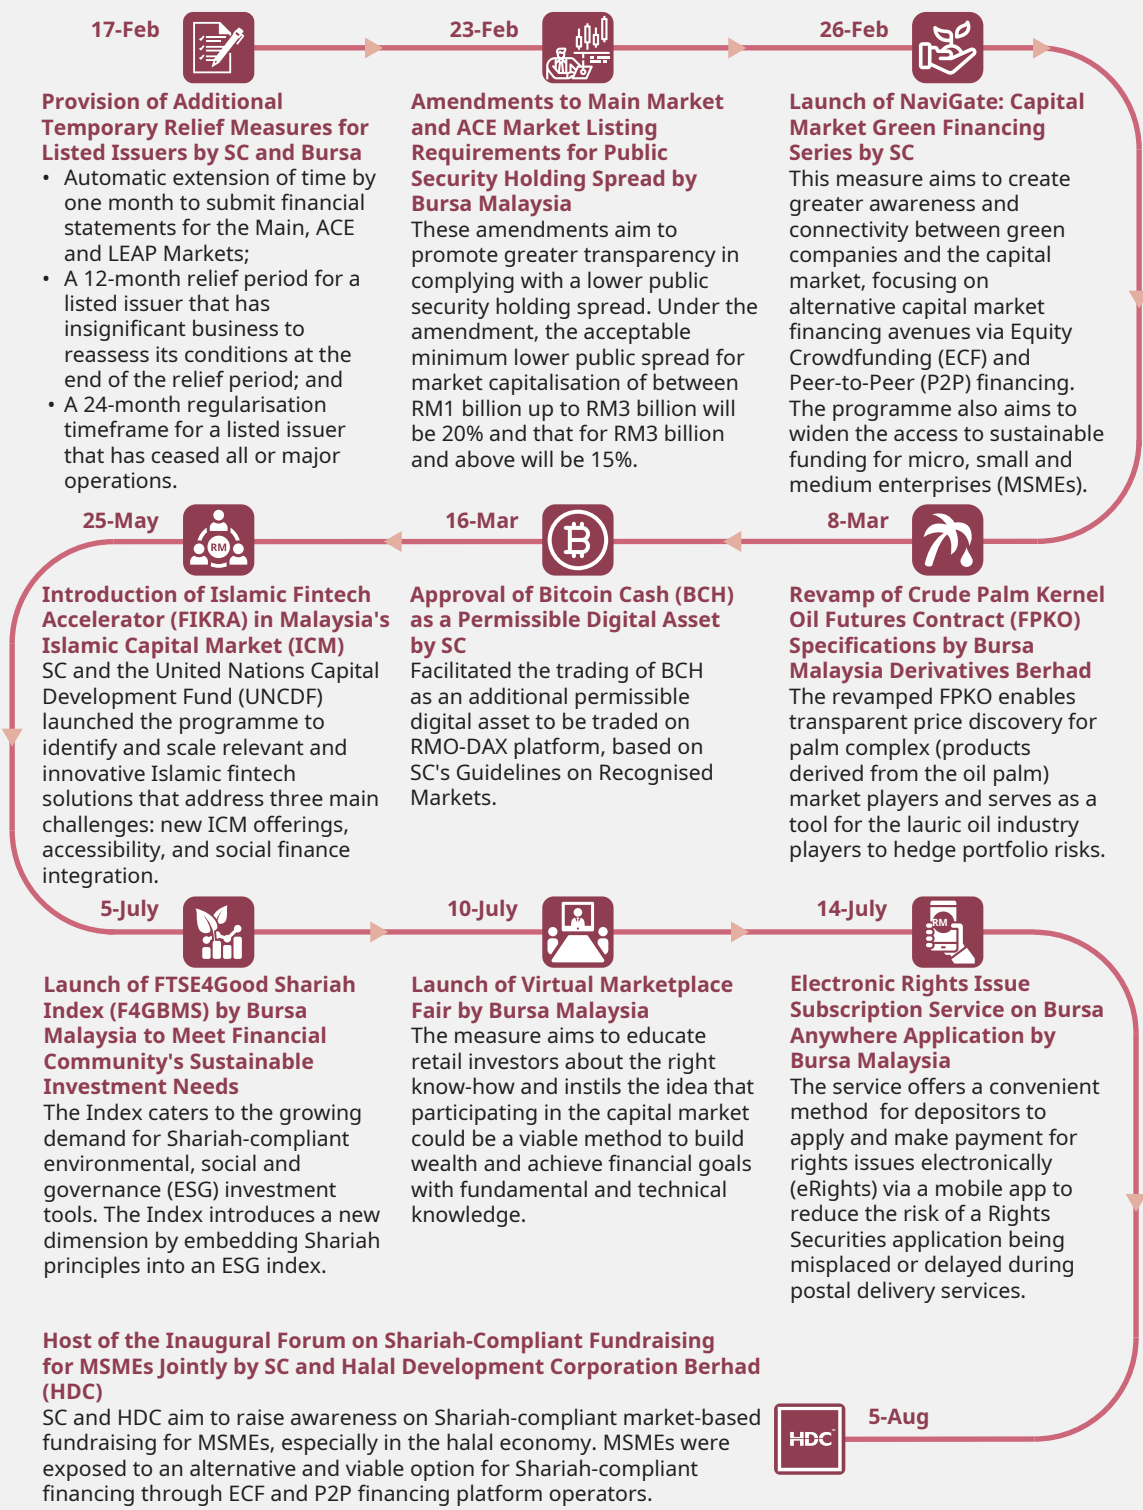 17-Feb
Provision of Additional
Temporary Relief Measures for
Listed Issuers by SC and Bursa
• Automatic extension of time by
one month to submit financial
statements for the Main, ACE
and LEAP Markets;
• A 12-month relief period for a
listed issuer that has
insignificant business to
reassess its conditions at the
end of the relief period; and
• A 24-month regularisation
timeframe for a listed issuer
that has ceased all or major
operations.
23-Feb
Amendments to Main Market
and ACE Market Listing
Requirements for Public
Security Holding Spread by
Bursa Malaysia
These amendments aim to
promote greater transparency in
complying with a lower public
security holding spread. Under the
amendment, the acceptable
minimum lower public spread for
market capitalisation of between
RM1 billion up to RM3 billion will
be 20% and that for RM3 billion
and above will be 15%.
26-Feb
Launch of NaviGate: Capital
Market Green Financing
Series by SC
This measure aims to create
greater awareness and
connectivity between green
companies and the capital
market, focusing on
alternative capital market
financing avenues via Equity
Crowdfunding (ECF) and
Peer-to-Peer (P2P) financing.
The programme also aims to
widen the access to sustainable
funding for micro, small and
medium enterprises (MSMEs).
8-Mar
Revamp of Crude Palm Kernel
Oil Futures Contract (FPKO)
Specifications by Bursa
Malaysia Derivatives Berhad
The revamped FPKO enables
transparent price discovery for
palm complex (products
derived from the oil palm)
market players and serves as a
tool for the lauric oil industry
players to hedge portfolio risks.
16-Mar
Approval of Bitcoin Cash (BCH)
as a Permissible Digital Asset
by SC
Facilitated the trading of BCH
as an additional permissible
digital asset to be traded on
RMO-DAX platform, based on
SC's Guidelines on Recognised
Markets.
25-May
RM
Introduction of Islamic Fintech
Accelerator (FIKRA) in Malaysia's
Islamic Capital Market (ICM)
SC and the United Nations Capital
Development Fund (UNCDF)
launched the programme to
identify and scale relevant and
innovative Islamic fintech
solutions that address three main
challenges: new ICM offerings,
accessibility, and social finance
integration.
5-July
Launch of FTSE4Good Shariah
Index (F4GBMS) by Bursa
Malaysia to Meet Financial
Community's Sustainable
Investment Needs
The Index caters to the growing
demand for Shariah-compliant
environmental, social and
governance (ESG) investment
tools. The Index introduces a new
dimension by embedding Shariah
principles into an ESG index.
10-July
Launch of Virtual Marketplace
Fair by Bursa Malaysia
The measure aims to educate
retail investors about the right
know-how and instils the idea that
participating in the capital market
could be a viable method to build
wealth and achieve financial goals
with fundamental and technical
knowledge.
14-July
RM
Electronic Rights Issue
Subscription Service on Bursa
Anywhere Application by
Bursa Malaysia
The service offers a convenient
method for depositors to
apply and make payment for
rights issues electronically
(eRights) via a mobile app to
reduce the risk of a Rights
Securities application being
misplaced or delayed during
postal delivery services.
5-Aug
HDC
Host of the Inaugural Forum on Shariah-Compliant Fundraising
for MSMEs Jointly by SC and Halal Development Corporation Berhad
(HDC)
SC and HDC aim to raise awareness on Shariah-compliant market-based
fundraising for MSMEs, especially in the halal economy. MSMEs were
exposed to an alternative and viable option for Shariah-compliant
financing through ECF and P2P financing platform operators.